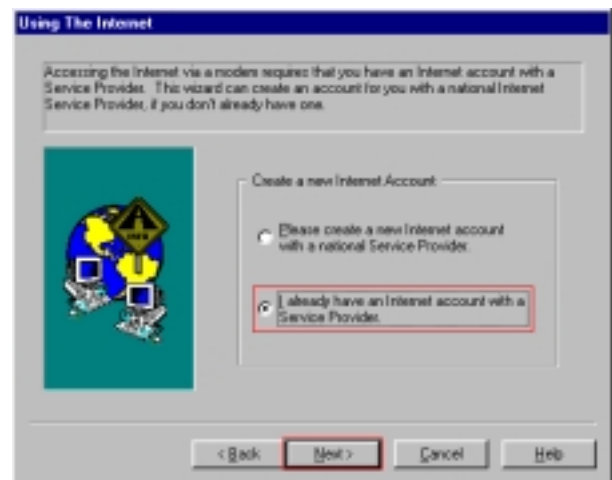 Using The Internet
Accessing the Internet via a modem requires that you have an Internet account with a
Service Provider. This wizard can create an account for you with a national Internet
Service Provider, if you don't already have one.
Create a new Internet Account
Please create a new Internet account
with a national Service Provider.
I already have an Internet account with a
Service Provider.
< Back
Next >
Cancel
Help